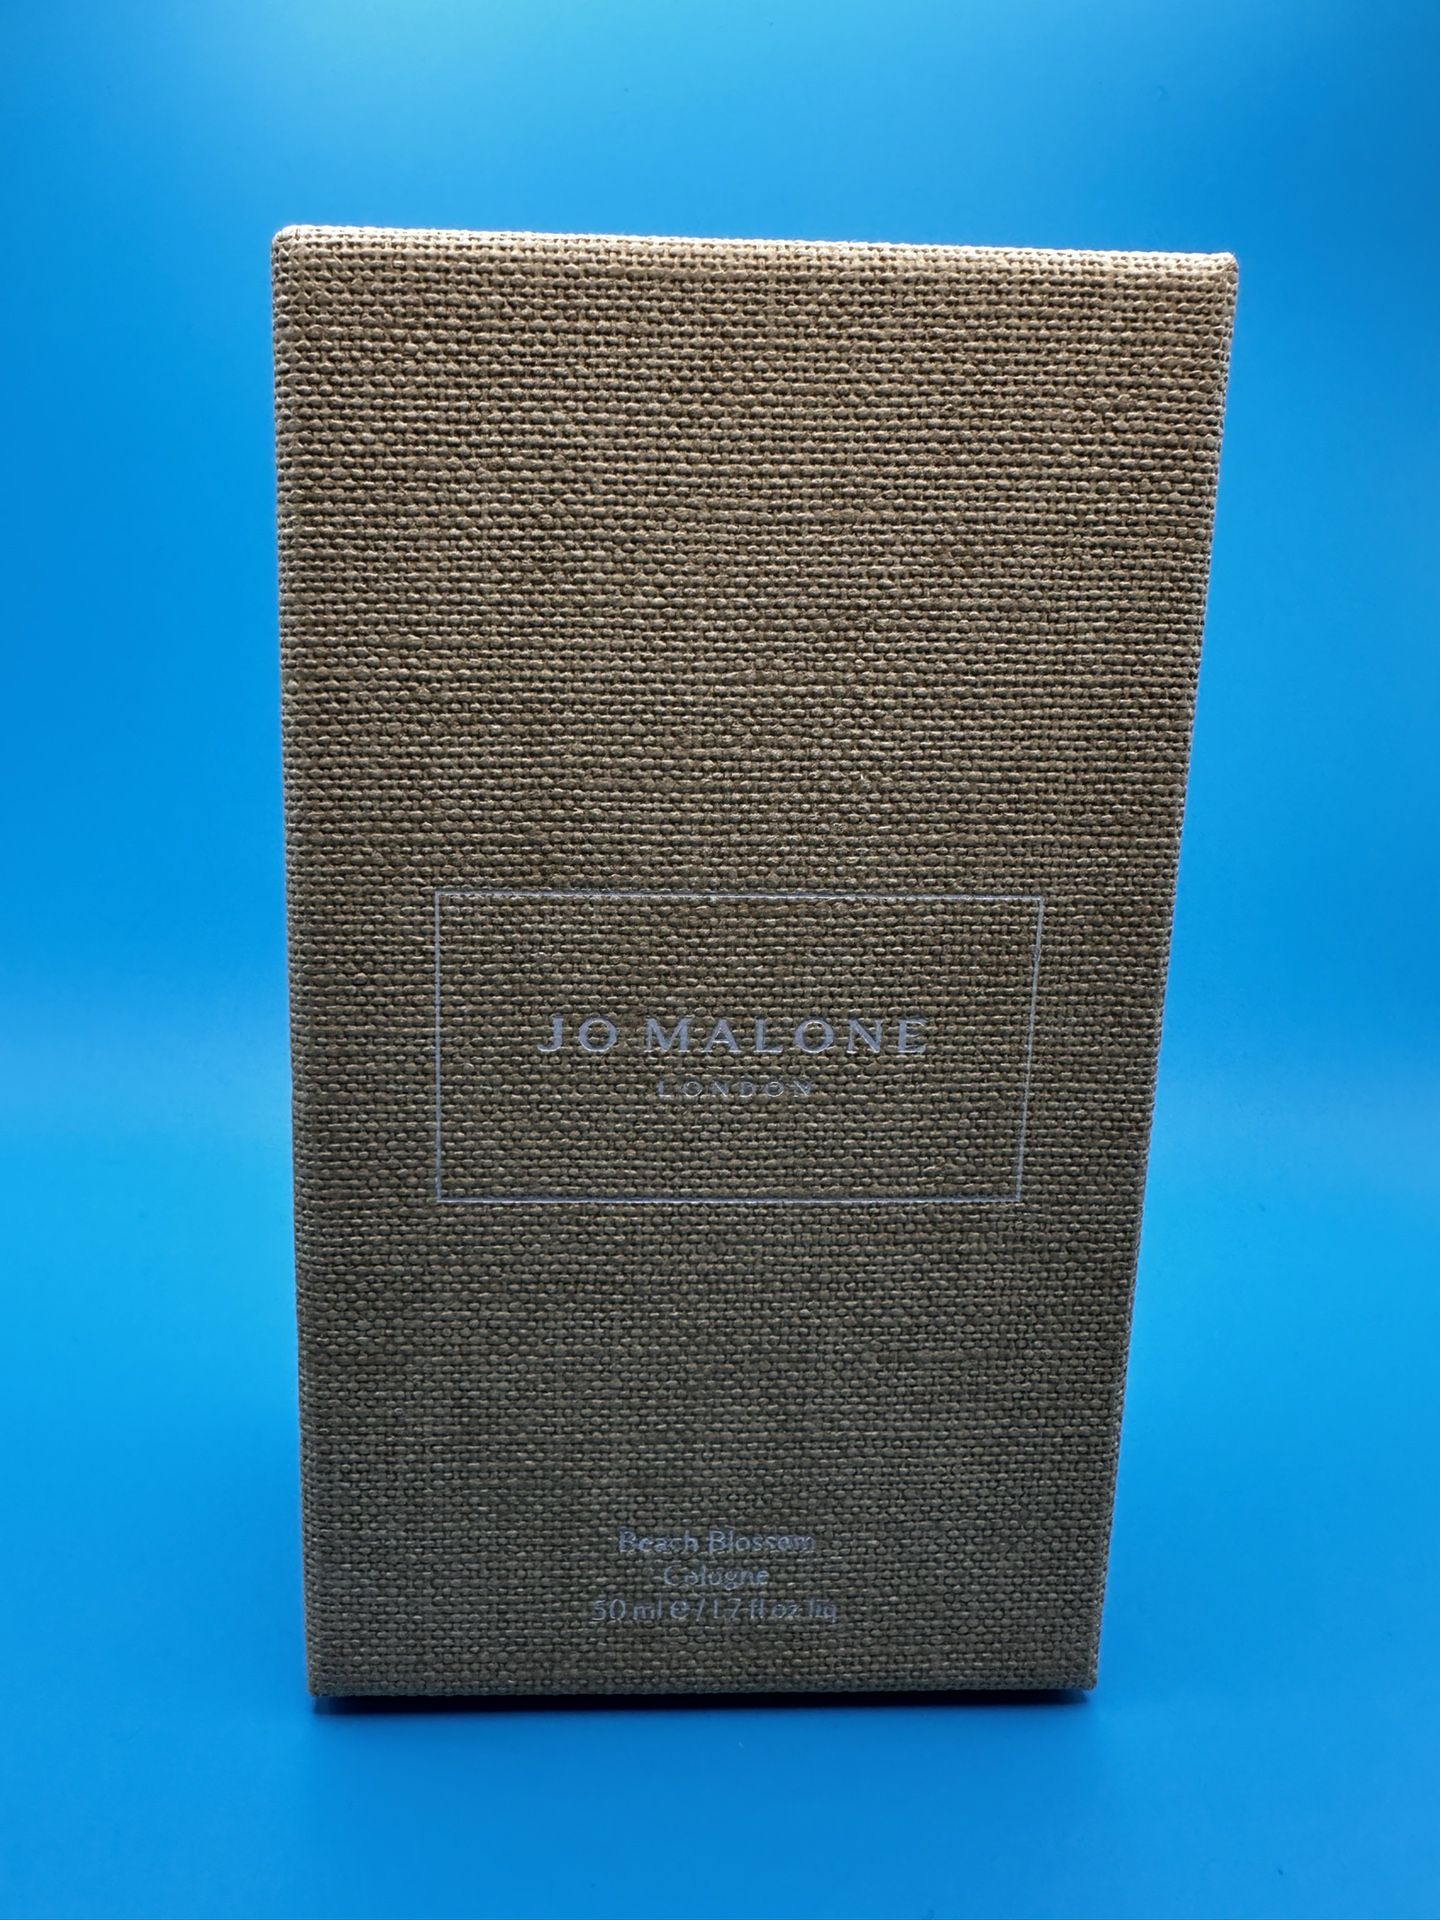 JO MALONE
LONDON
Beach Blossom
Cologne
50 ml ℮ / 1.7 fl oz liq